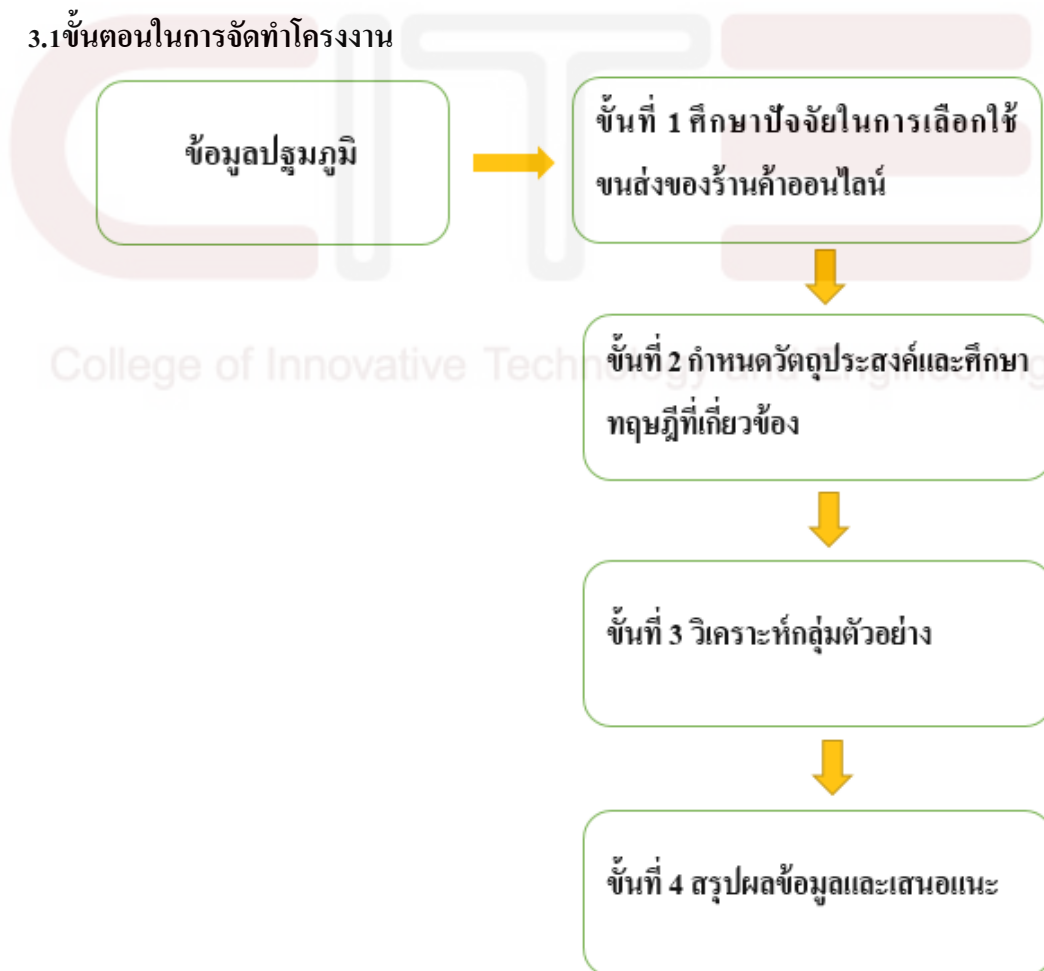 3.1ขั้นตอนในการจัดทำโครงงาน
ข้อมูลปฐมภูมิ
ขั้นที่ 1 ศึกษาปัจจัยในการเลือกใช้
ขนส่งของร้านค้าออนไลน์
ขั้นที่ 2 กำหนดวัตถุประสงค์และศึกษา
ทฤษฎีที่เกี่ยวข้อง
ขั้นที่ 3 วิเคราะห์กลุ่มตัวอย่าง
ขั้นที่ 4 สรุปผลข้อมูลและเสนอแนะ
CITE
College of Innovative Technology and Engineering